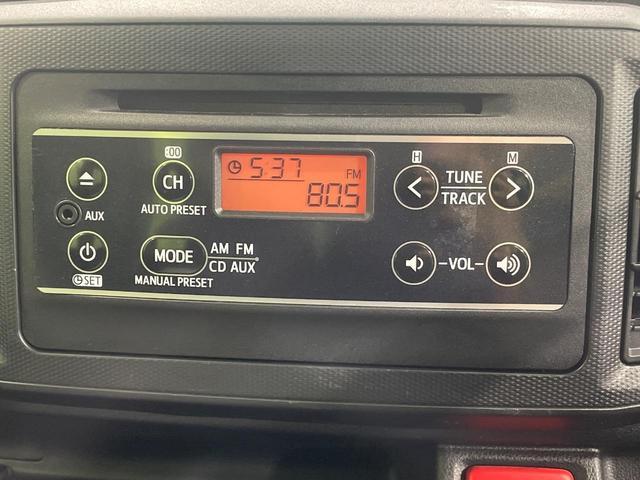 :00
H
M
5:37
FM
80.5
CH
AUTO PRESET
TUNE
TRACK
AUX
MODE
AM FM
CD AUX
MANUAL PRESET
-VOL-
SET